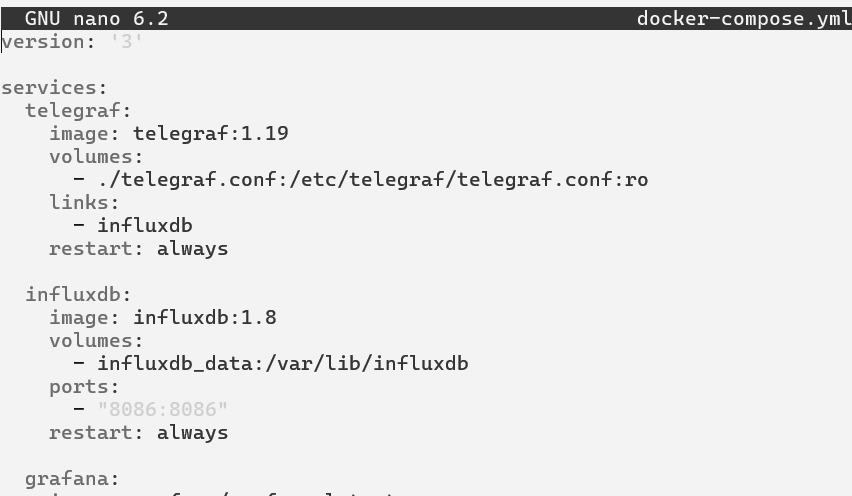 GNU nano 6.2 docker-compose.yml
version: '3'

services:
  telegraf:
    image: telegraf:1.19
    volumes:
      - ./telegraf.conf:/etc/telegraf/telegraf.conf:ro
    links:
      - influxdb
    restart: always

  influxdb:
    image: influxdb:1.8
    volumes:
      - influxdb_data:/var/lib/influxdb
    ports:
      - "8086:8086"
    restart: always

  grafana: